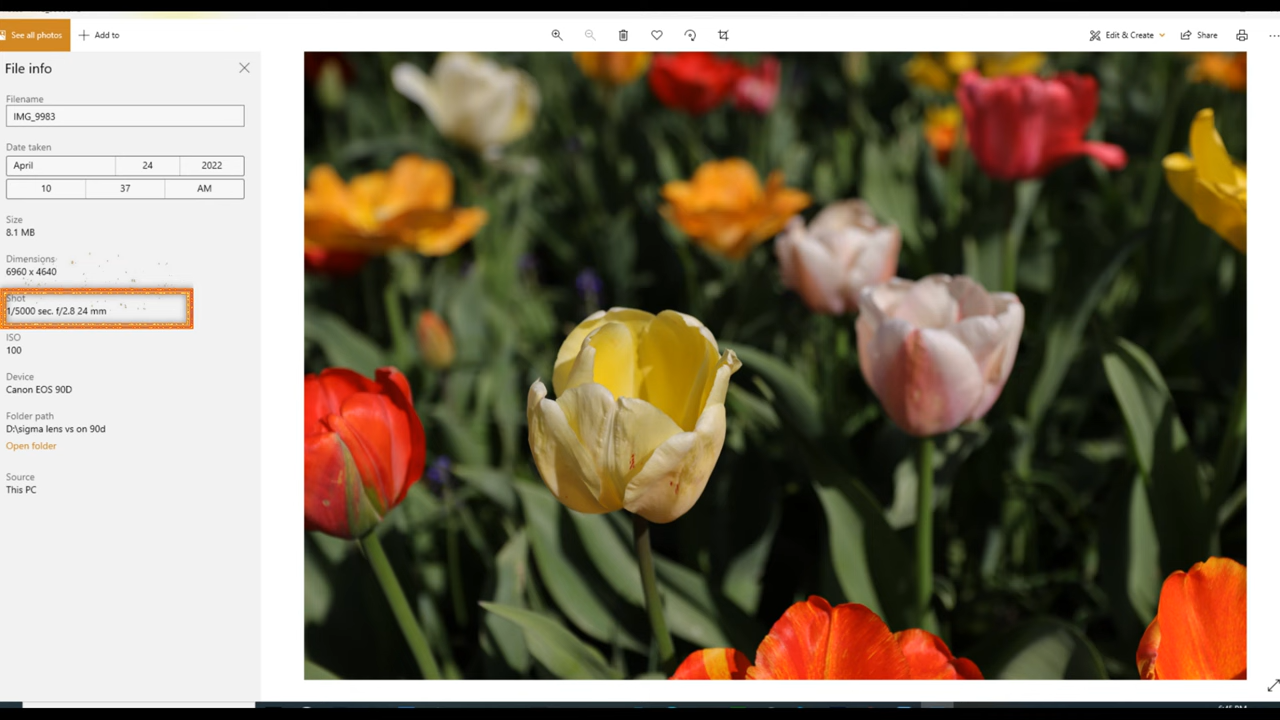 See all photos
Add to
Edit & Create
Share
File info
Filename
IMG_9983
Date taken
April 24 2022
10 37 AM
Size
8.1 MB
Dimensions
6960 x 4640
Shot
1/5000 sec. f/2.8 24 mm
ISO
100
Device
Canon EOS 90D
Folder path
D:\sigma lens vs on 90d
Open folder
Source
This PC